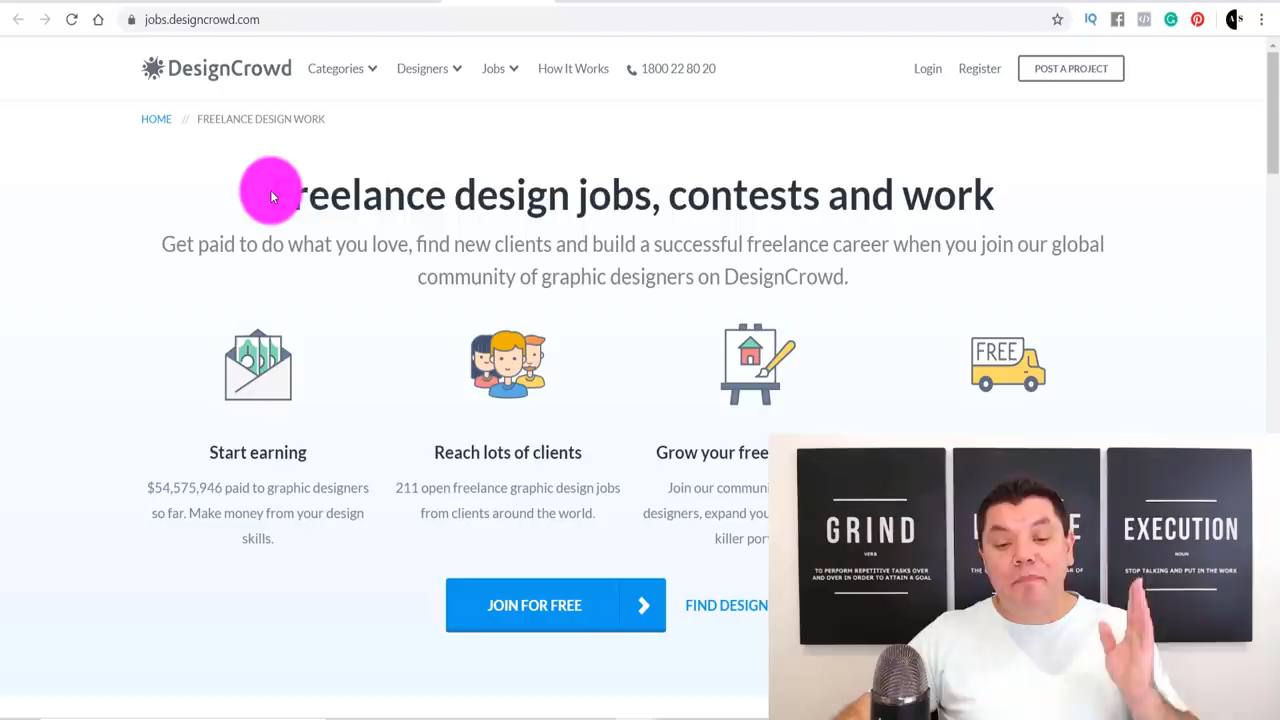 jobs.designcrowd.com
IQ
A S
DesignCrowd Categories Designers Jobs How It Works 1800 22 80 20 Login Register POST A PROJECT
HOME // FREELANCE DESIGN WORK
reelance design jobs, contests and work
Get paid to do what you love, find new clients and build a successful freelance career when you join our global
community of graphic designers on DesignCrowd.
FREE
Start earning
$54,575,946 paid to graphic designers
so far. Make money from your design
skills.
Reach lots of clients
211 open freelance graphic design jobs
from clients around the world.
Grow your free
Join our communi
designers, expand you
killer por
JOIN FOR FREE
FIND DESIGN
GRIND
VERB
TO PERFORM REPETITIVE TASKS OVER
AND OVER IN ORDER TO ATTAIN A GOAL
EXECUTION
NOUN
STOP TALKING AND PUT IN THE WORK